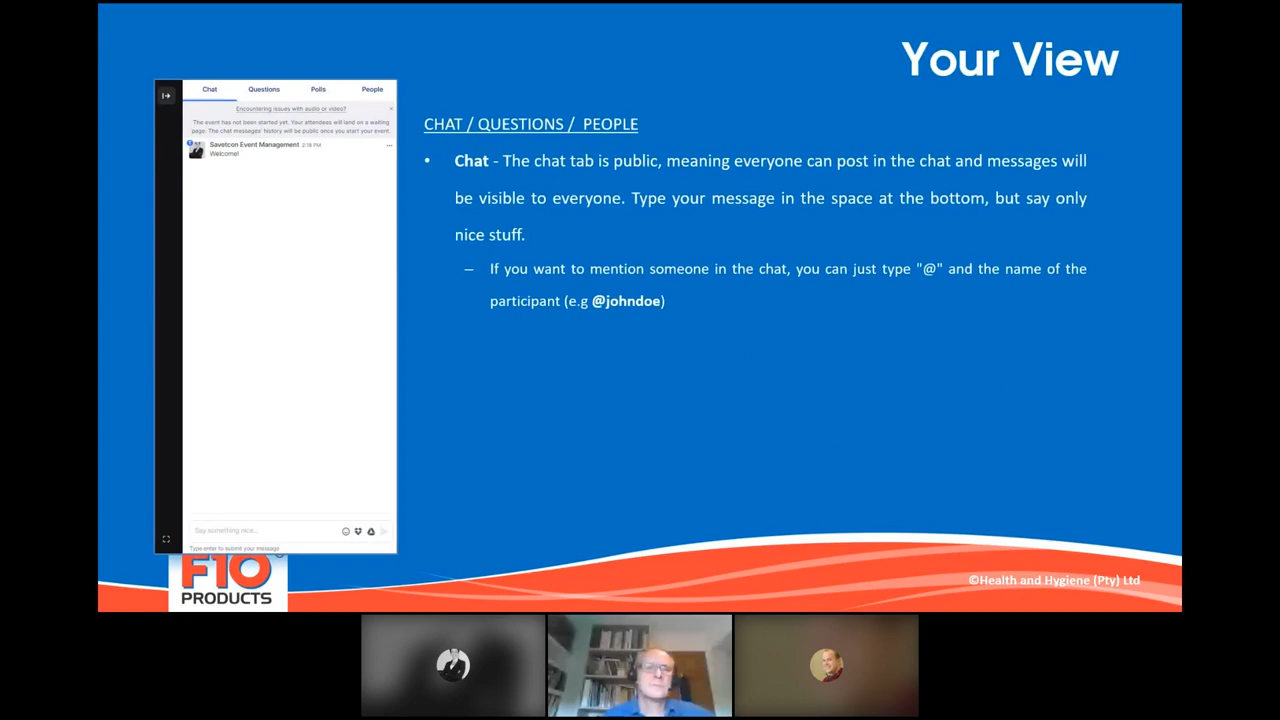 Your View
Chat Questions Polls People
Encountering issues with audio or video?
The event has not been started yet. Your attendees will land on a waiting
page. The chat messages' history will be public once you start your event.
Savetcon Event Management 2:18 PM
Welcome!
Say something nice...
Type enter to submit your message
CHAT / QUESTIONS / PEOPLE
• Chat - The chat tab is public, meaning everyone can post in the chat and messages will
be visible to everyone. Type your message in the space at the bottom, but say only
nice stuff.
– If you want to mention someone in the chat, you can just type "@" and the name of the
participant (e.g @johndoe)
F10
PRODUCTS
©Health and Hygiene (Pty) Ltd